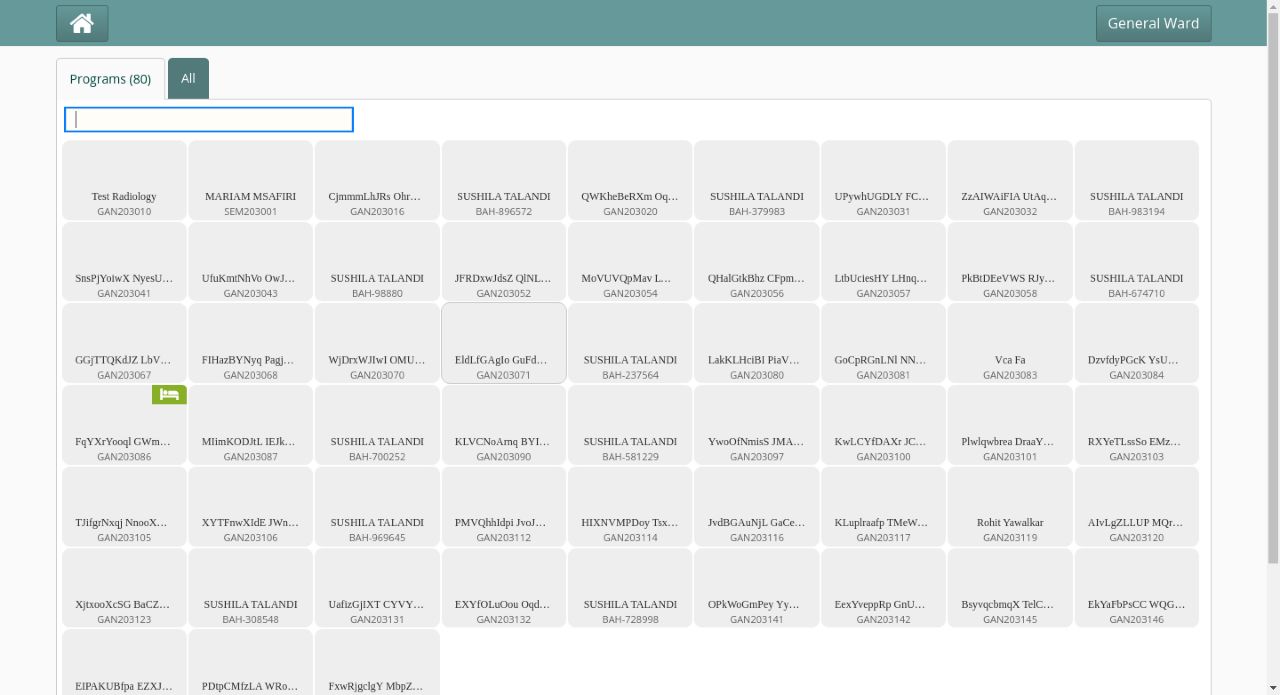 General Ward
Programs (80)
All
Test Radiology
GAN203010
MARIAM MSAFIRI
SEM203001
CjmmmLhJRs Ohr…
GAN203016
SUSHILA TALANDI
BAH-896572
QWKheBeRXm Oq…
GAN203020
SUSHILA TALANDI
BAH-379983
UPywhUGDLY FC…
GAN203031
ZzAIWAiFIA UtAq…
GAN203032
SUSHILA TALANDI
BAH-983194
SnsPjYoiwX NyesU…
GAN203041
UfuKmtNhVo OwJ…
GAN203043
SUSHILA TALANDI
BAH-98880
JFRDxwJdsZ QlNL…
GAN203052
MoVUVQpMav L…
GAN203054
QHalGtkBhz CFpm…
GAN203056
LtbUciesHY LHnq…
GAN203057
PkBtDEeVWS RJy…
GAN203058
SUSHILA TALANDI
BAH-674710
GGjTTQKdJZ LbV…
GAN203067
FIHazBYNyq Pagj…
GAN203068
WjDrxWJIwI OMU…
GAN203070
EldLfGAgIo GuFd…
GAN203071
SUSHILA TALANDI
BAH-237564
LakKLHciBI PiaV…
GAN203080
GoCpRGnLNl NN…
GAN203081
Vca Fa
GAN203083
DzvfdyPGcK YsU…
GAN203084
FqYXrYooql GWm…
GAN203086
MIimKODJtL IEJk…
GAN203087
SUSHILA TALANDI
BAH-700252
KLVCNoArnq BYI…
GAN203090
SUSHILA TALANDI
BAH-581229
YwoOfNmisS JMA…
GAN203097
KwLCYfDAXr JC…
GAN203100
Plwlqwbrea DraaY…
GAN203101
RXYeTLssSo EMz…
GAN203103
TJifgrNxqj NnooX…
GAN203105
XYTFnwXIdE JWn…
GAN203106
SUSHILA TALANDI
BAH-969645
PMVQhhIdpi JvoJ…
GAN203112
HIXNVMPDoy Tsx…
GAN203114
JvdBGAuNjL GaCe…
GAN203116
KLuplraafp TMeW…
GAN203117
Rohit Yawalkar
GAN203119
AIvLgZLLUP MQr…
GAN203120
XjtxooXcSG BaCZ…
GAN203123
SUSHILA TALANDI
BAH-308548
UafizGjIXT CYVY…
GAN203131
EXYfOLuOou Oqd…
GAN203132
SUSHILA TALANDI
BAH-728998
OPkWoGmPey Yy…
GAN203141
EexYveppRp GnU…
GAN203142
BsyvqcbmqX TelC…
GAN203145
EkYaFbPsCC WQG…
GAN203146
EIPAKUBfpa EZXJ…
PDtpCMfzLA WRo…
FxwRjgclgY MbpZ…